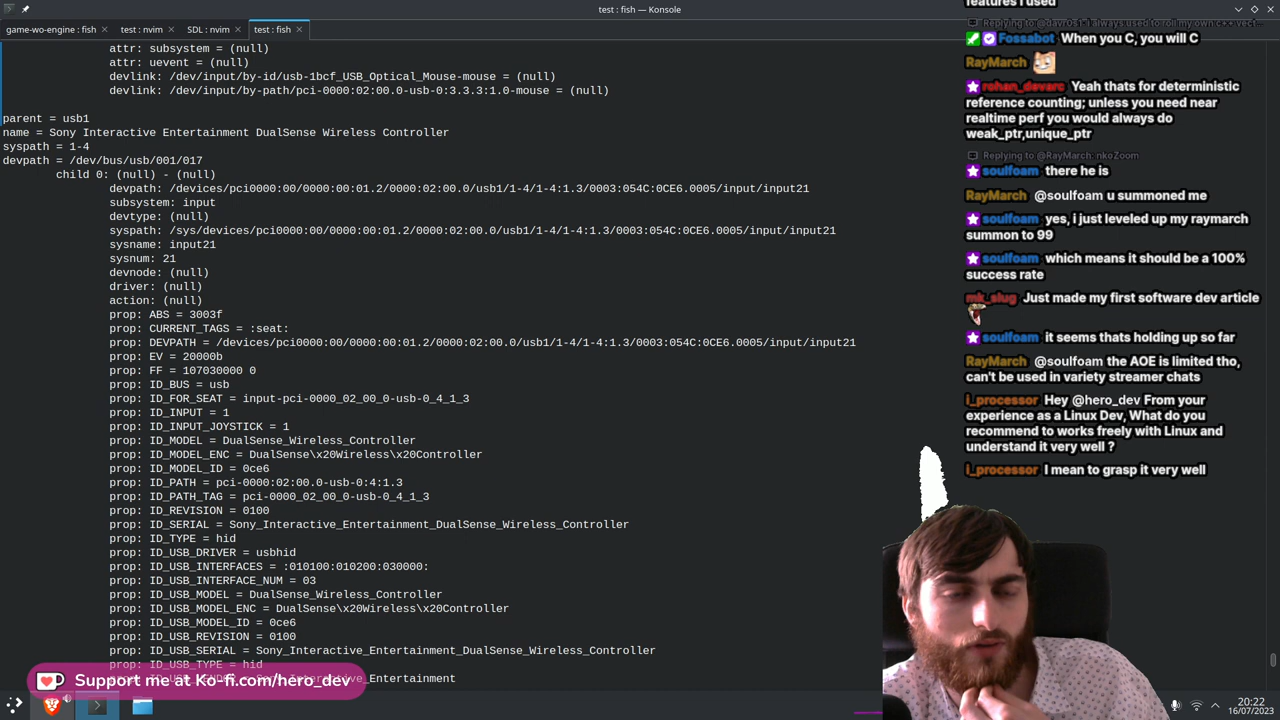 test : fish — Konsole
game-wo-engine : fish
test : nvim
SDL : nvim
test : fish
attr: subsystem = (null)
attr: uevent = (null)
devlink: /dev/input/by-id/usb-1bcf_USB_Optical_Mouse-mouse = (null)
devlink: /dev/input/by-path/pci-0000:02:00.0-usb-0:3.3.3:1.0-mouse = (null)
parent = usb1
name = Sony Interactive Entertainment DualSense Wireless Controller
syspath = 1-4
devpath = /dev/bus/usb/001/017
child 0: (null) - (null)
devpath: /devices/pci0000:00/0000:00:01.2/0000:02:00.0/usb1/1-4/1-4:1.3/0003:054C:0CE6.0005/input/input21
subsystem: input
devtype: (null)
syspath: /sys/devices/pci0000:00/0000:00:01.2/0000:02:00.0/usb1/1-4/1-4:1.3/0003:054C:0CE6.0005/input/input21
sysname: input21
sysnum: 21
devnode: (null)
driver: (null)
action: (null)
prop: ABS = 3003f
prop: CURRENT_TAGS = :seat:
prop: DEVPATH = /devices/pci0000:00/0000:00:01.2/0000:02:00.0/usb1/1-4/1-4:1.3/0003:054C:0CE6.0005/input/input21
prop: EV = 20000b
prop: FF = 107030000 0
prop: ID_BUS = usb
prop: ID_FOR_SEAT = input-pci-0000_02_00_0-usb-0_4_1_3
prop: ID_INPUT = 1
prop: ID_INPUT_JOYSTICK = 1
prop: ID_MODEL = DualSense_Wireless_Controller
prop: ID_MODEL_ENC = DualSense\x20Wireless\x20Controller
prop: ID_MODEL_ID = 0ce6
prop: ID_PATH = pci-0000:02:00.0-usb-0:4:1.3
prop: ID_PATH_TAG = pci-0000_02_00_0-usb-0_4_1_3
prop: ID_REVISION = 0100
prop: ID_SERIAL = Sony_Interactive_Entertainment_DualSense_Wireless_Controller
prop: ID_TYPE = hid
prop: ID_USB_DRIVER = usbhid
prop: ID_USB_INTERFACES = :010100:010200:030000:
prop: ID_USB_INTERFACE_NUM = 03
prop: ID_USB_MODEL = DualSense_Wireless_Controller
prop: ID_USB_MODEL_ENC = DualSense\x20Wireless\x20Controller
prop: ID_USB_MODEL_ID = 0ce6
prop: ID_USB_REVISION = 0100
prop: ID_USB_SERIAL = Sony_Interactive_Entertainment_DualSense_Wireless_Controller
prop: ID_USB_TYPE = hid
Entertainment
Support me at Ko-fi.com/hero_dev
features I used
Fossabot When you C, you will C
RayMarch
rohan_devarc Yeah thats for deterministic
reference counting; unless you need near
realtime perf you would always do
weak_ptr,unique_ptr
Replying to @RayMarch: nkoZoom
soulfoam there he is
RayMarch @soulfoam u summoned me
soulfoam yes, i just leveled up my raymarch
summon to 99
soulfoam which means it should be a 100%
success rate
mk_slug Just made my first software dev article
soulfoam it seems thats holding up so far
RayMarch @soulfoam the AOE is limited tho,
can't be used in variety streamer chats
i_processor Hey @hero_dev From your
experience as a Linux Dev, What do you
recommend to works freely with Linux and
understand it very well ?
i_processor I mean to grasp it very well
20:22
16/07/2023